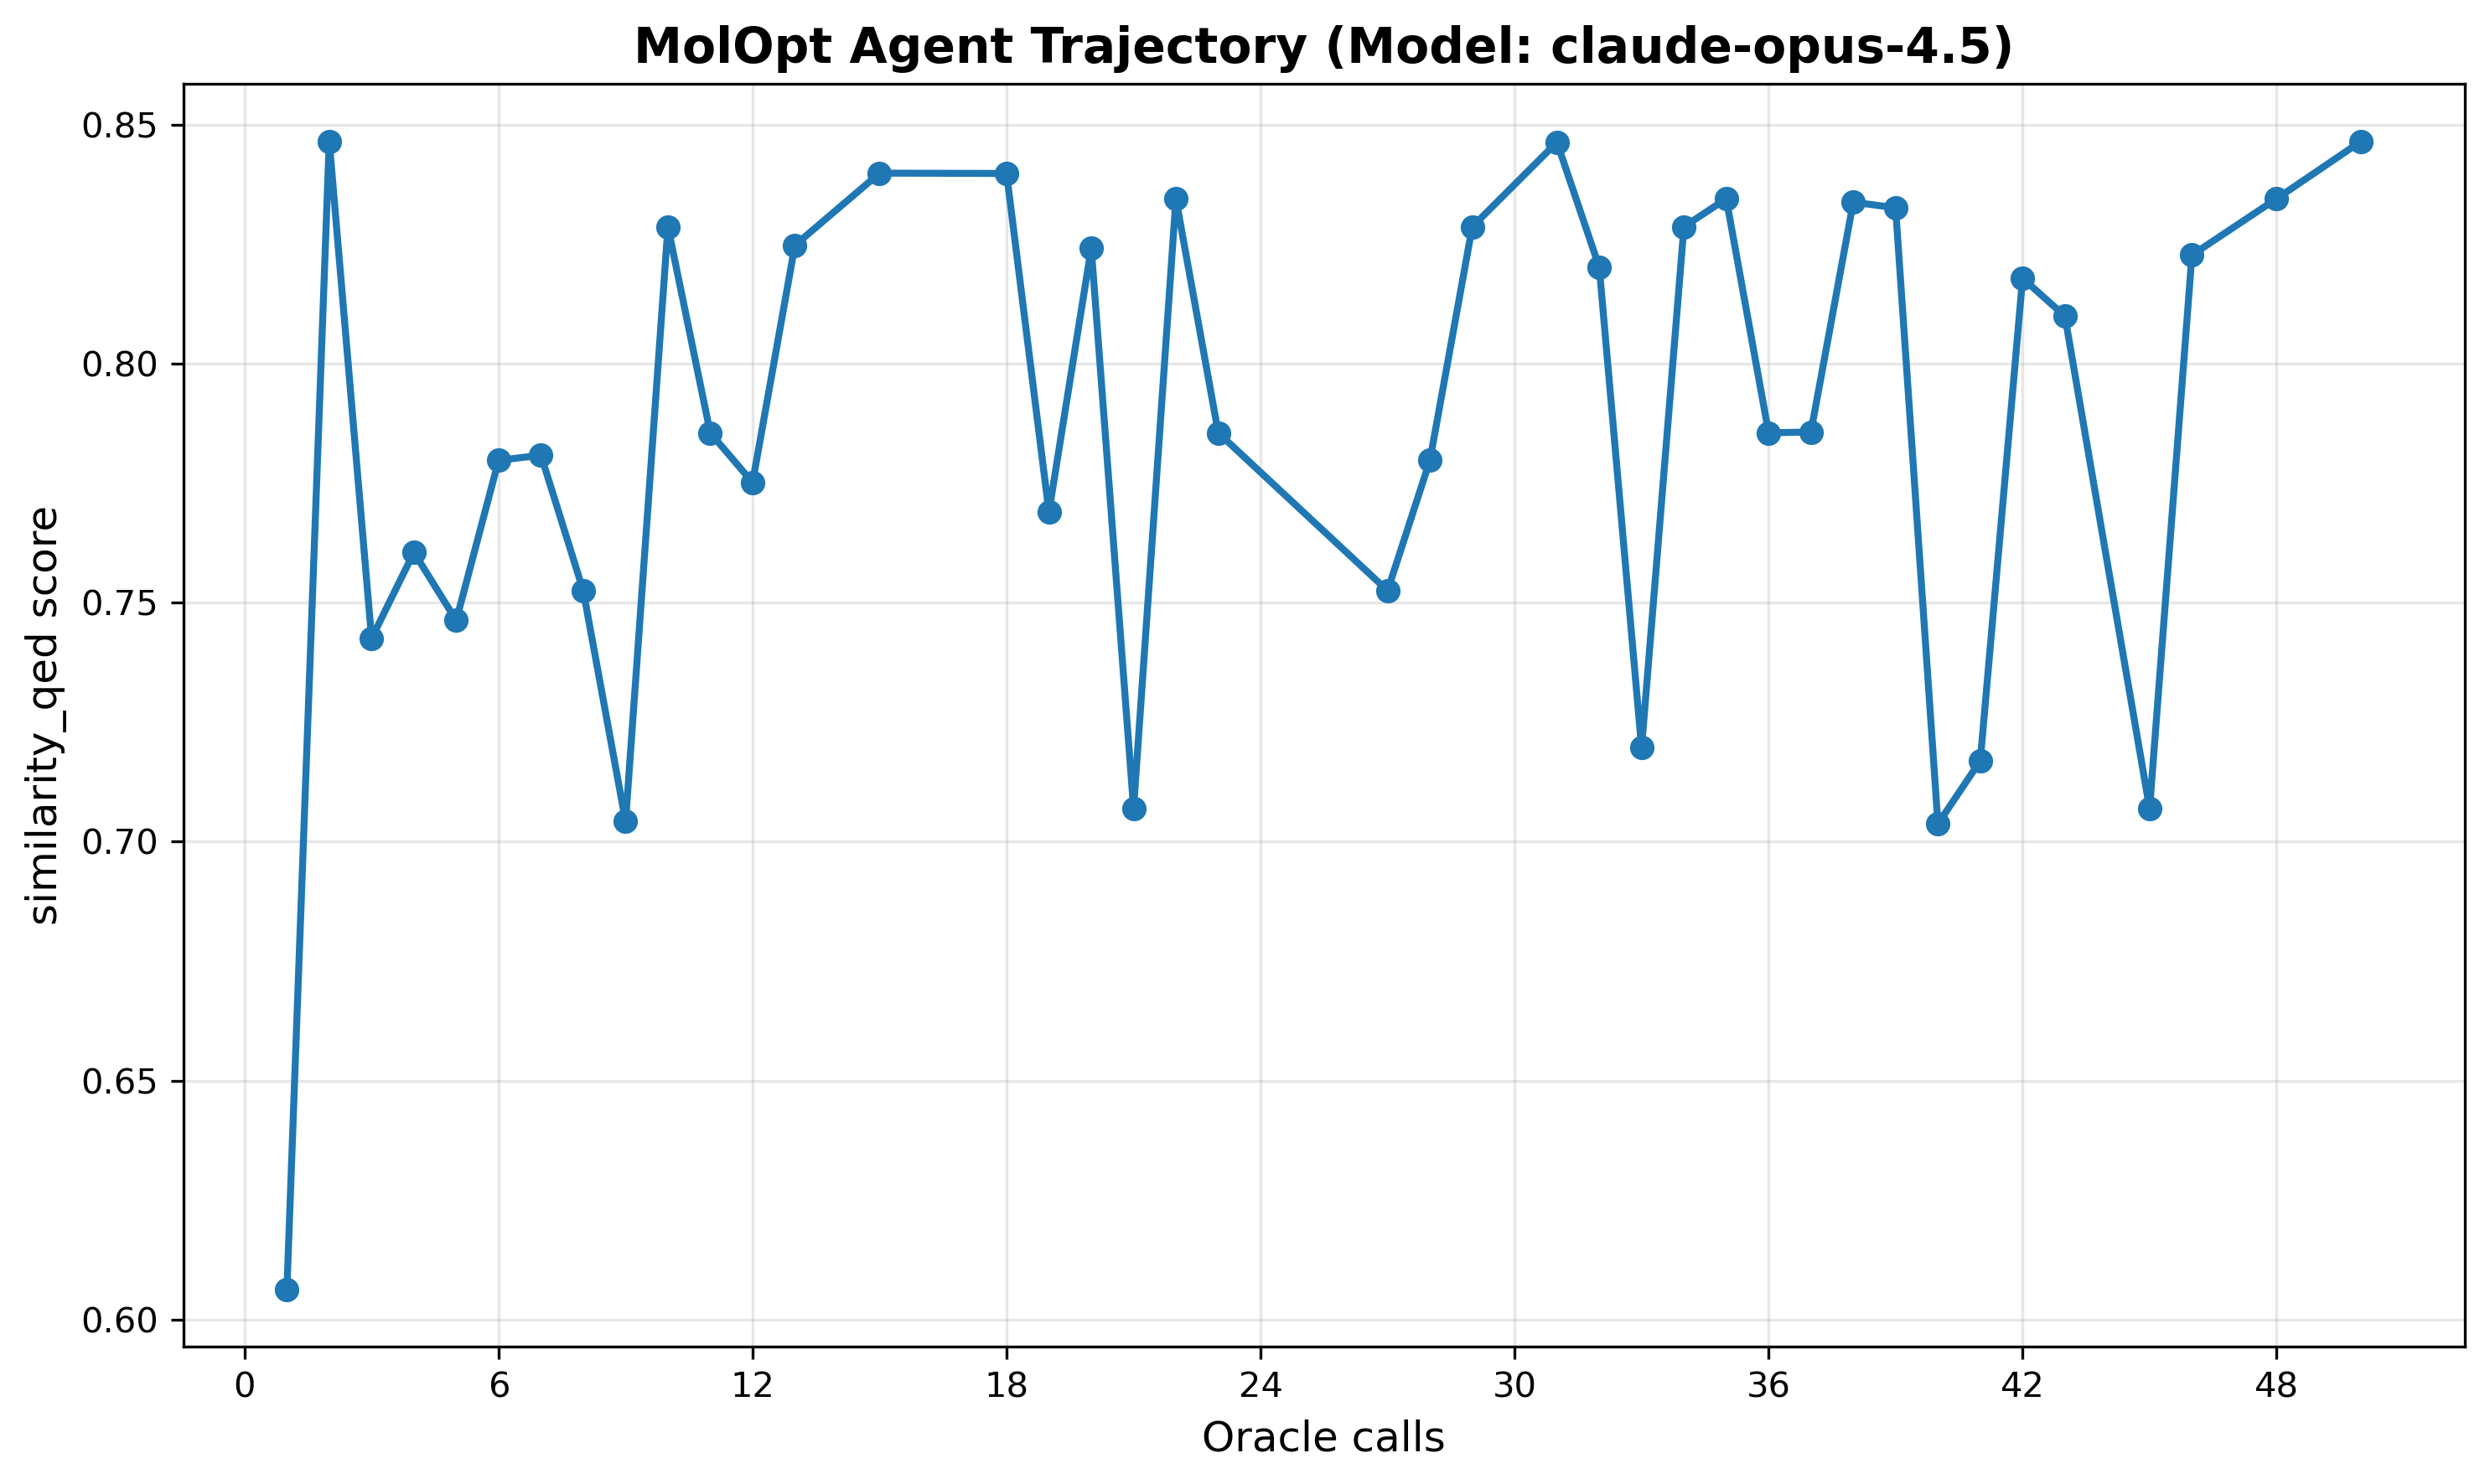 MolOpt Agent Trajectory (Model: claude-opus-4.5)
0.85
0.80
0.75
0.70
0.65
0.60
similarity_qed score
0 6 12 18 24 30 36 42 48
Oracle calls